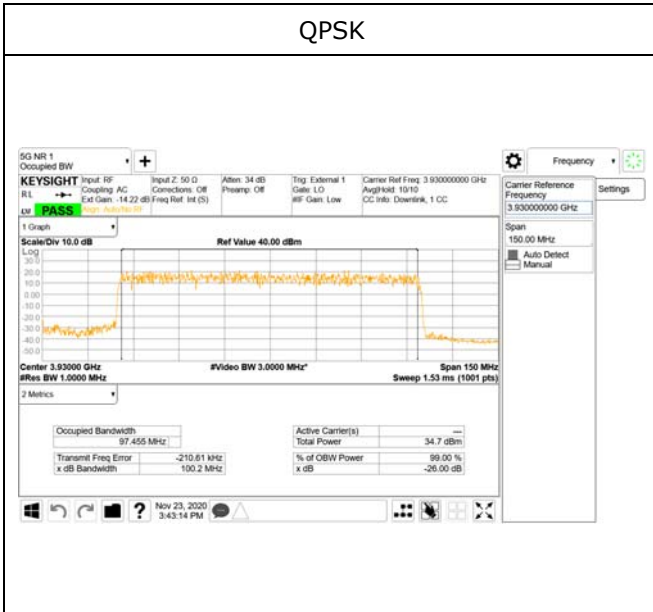 QPSK
5G NR 1
Occupied BW
Frequency
KEYSIGHT Input: RF Input Z: 50 Ω Atten: 34 dB Trig: External 1 Carrier Ref Freq: 3.930000000 GHz
RL Coupling: AC Corrections: Off Preamp: Off Gate: LO Avg|Hold: 10/10
Ext Gain: -14.22 dB Freq Ref: Int (S) #IF Gain: Low CC Info: Downlink, 1 CC
PASS Align: Auto/No RF
Carrier Reference
Frequency
3.930000000 GHz
Settings
Span
150.00 MHz
Auto Detect
Manual
1 Graph
Scale/Div 10.0 dB Ref Value 40.00 dBm
Log
30.0
20.0
10.0
0.00
-10.0
-20.0
-30.0
-40.0
-50.0
Center 3.93000 GHz #Video BW 3.0000 MHz* Span 150 MHz
#Res BW 1.0000 MHz Sweep 1.53 ms (1001 pts)
2 Metrics
Occupied Bandwidth Active Carrier(s) ---
97.455 MHz Total Power 34.7 dBm
Transmit Freq Error -210.61 kHz % of OBW Power 99.00 %
x dB Bandwidth 100.2 MHz x dB -26.00 dB
? Nov 23, 2020
3:43:14 PM